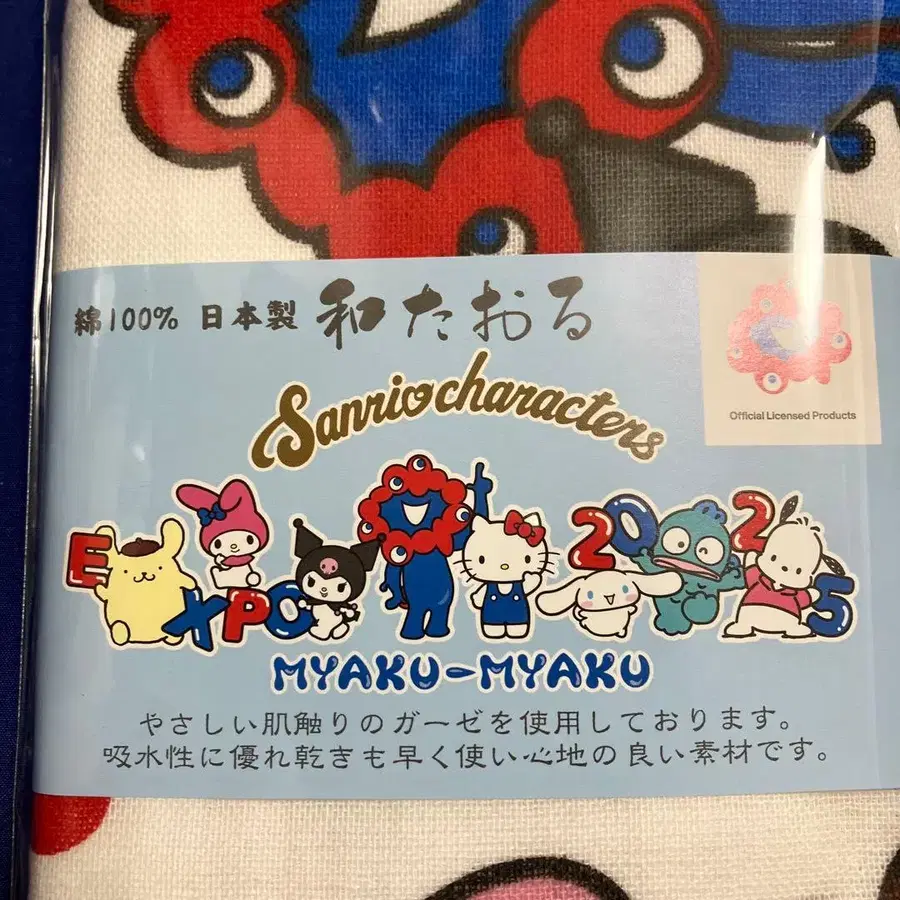 綿100% 日本製 和たおる
Official Licensed Products
Sanrio characters
EXPO 2025
MYAKU-MYAKU
やさしい肌触りのガーゼを使用しております。
吸水性に優れ乾きも早く使い心地の良い素材です。